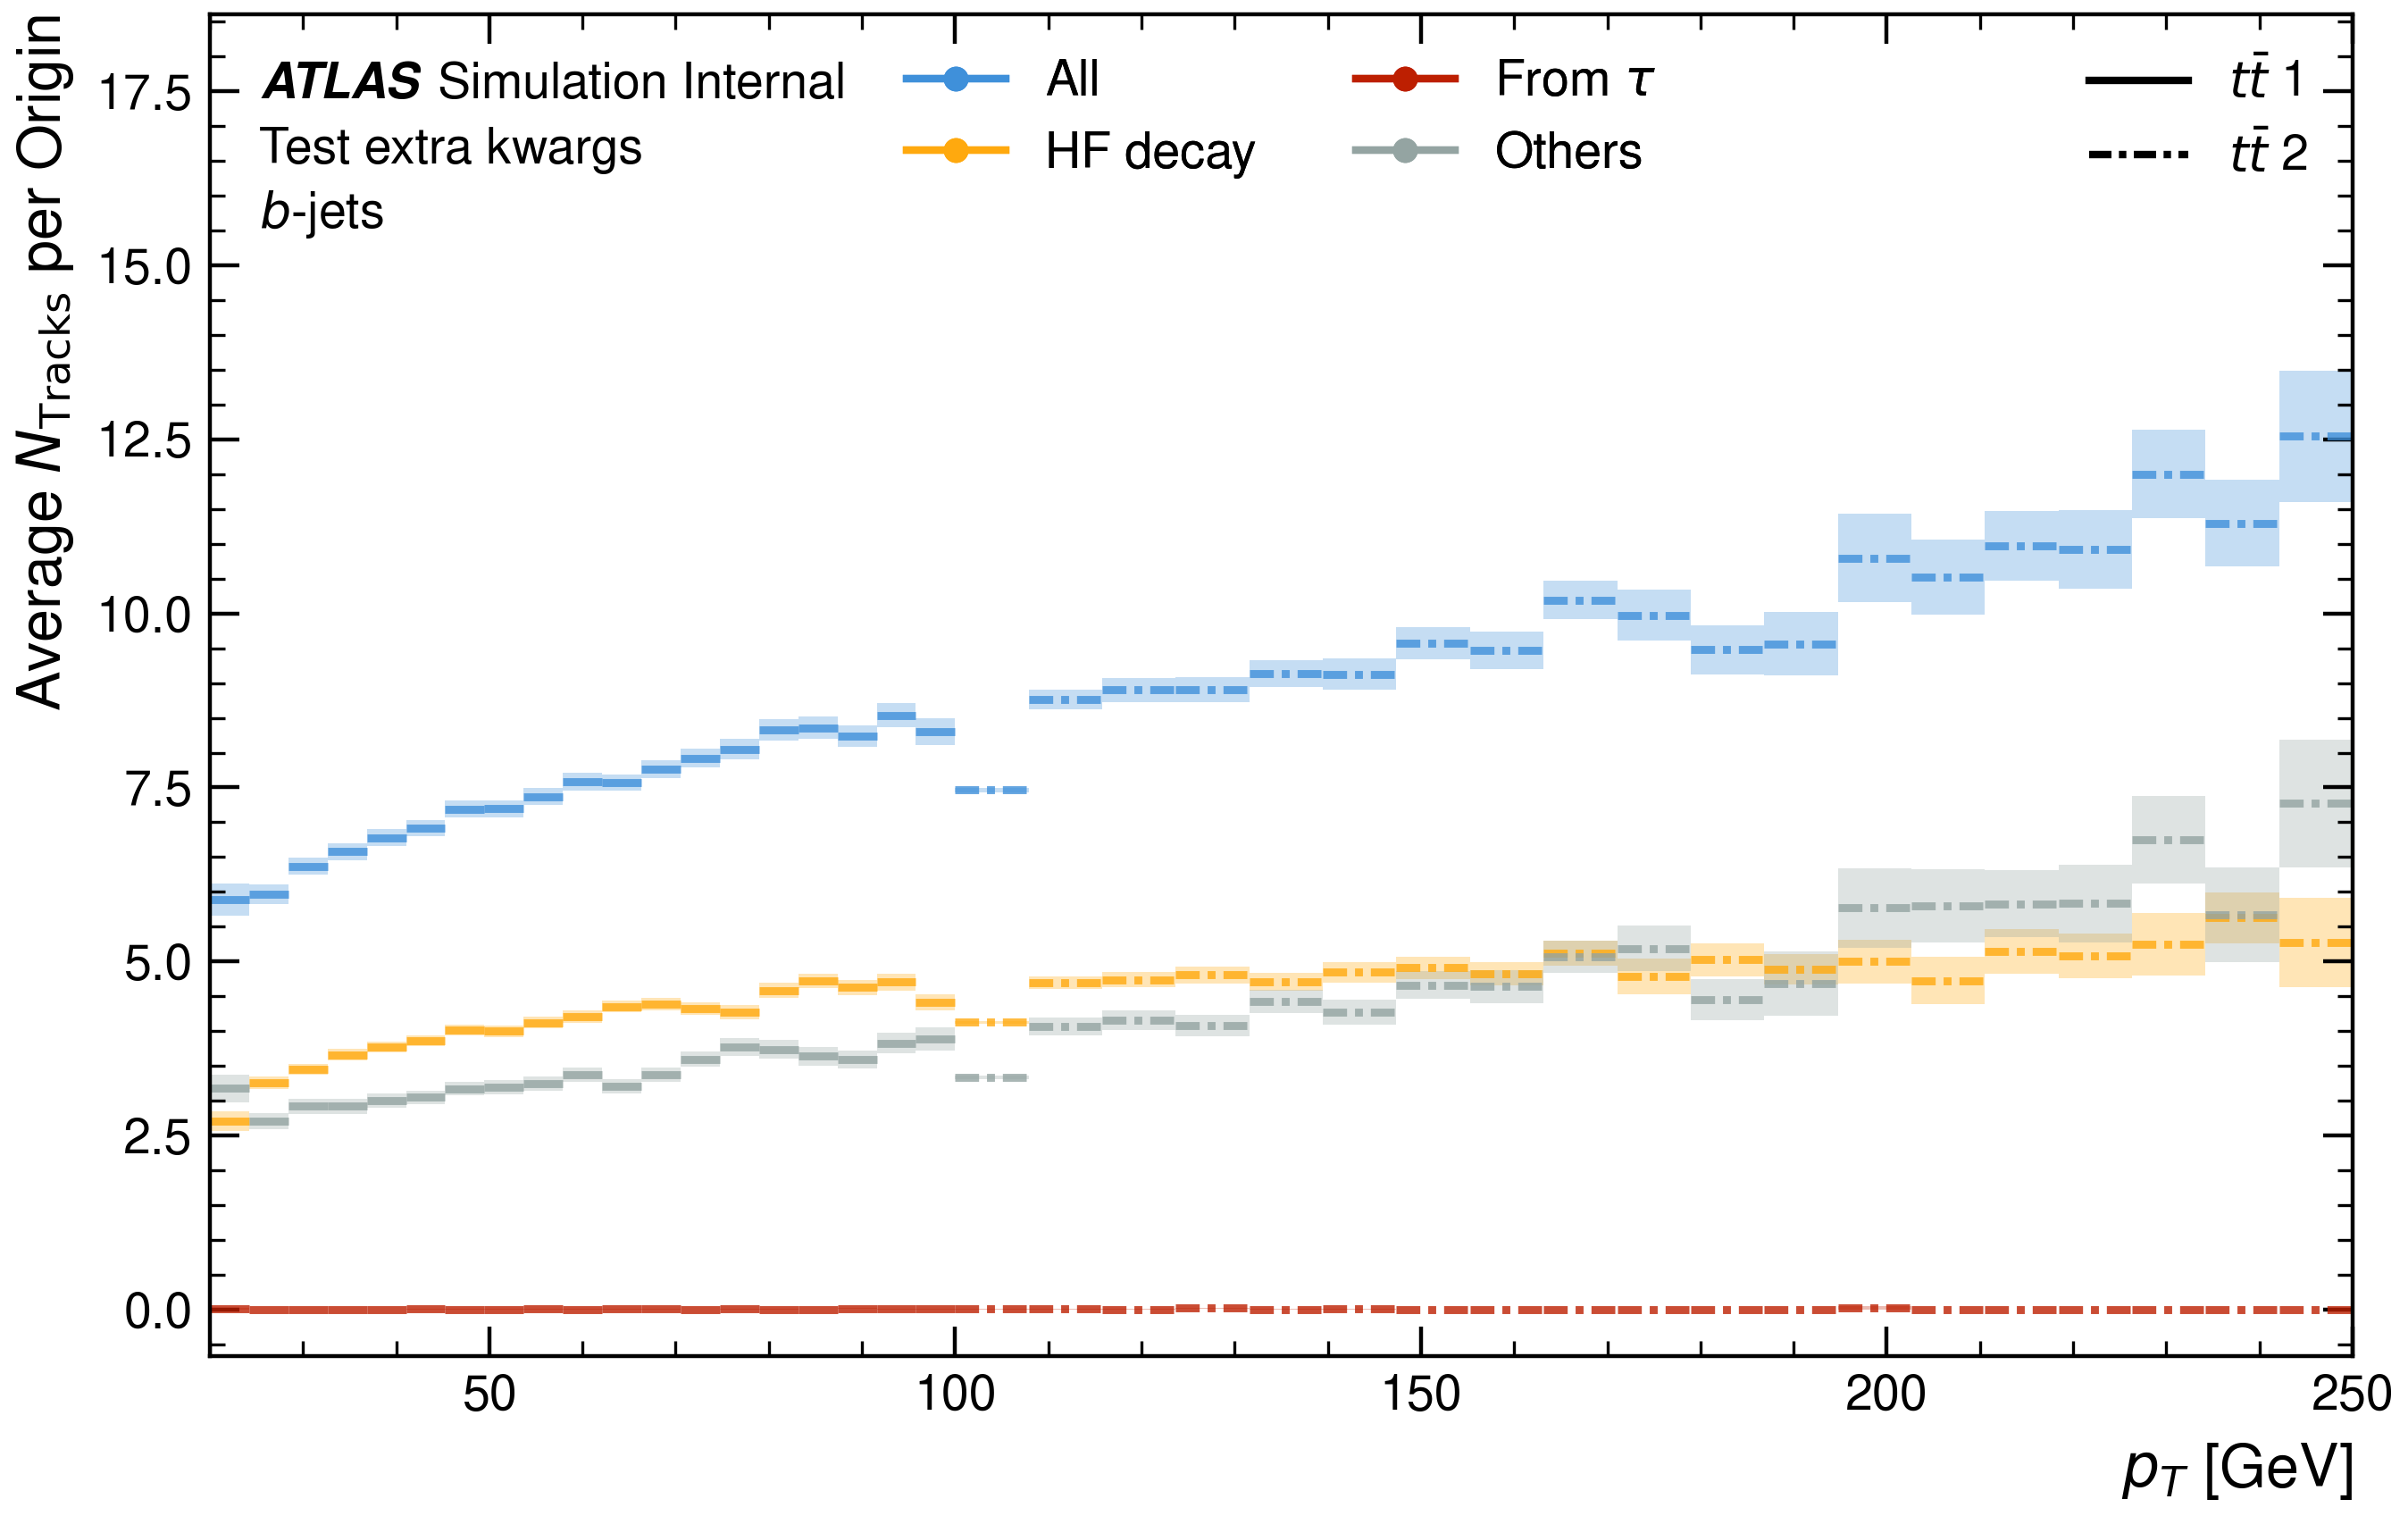 Average N_Tracks per Origin
17.5
15.0
12.5
10.0
7.5
5.0
2.5
0.0
ATLAS Simulation Internal
Test extra kwargs
b-jets
All
HF decay
From τ
Others
tt̄ 1
tt̄ 2
50
100
150
200
250
p_T [GeV]